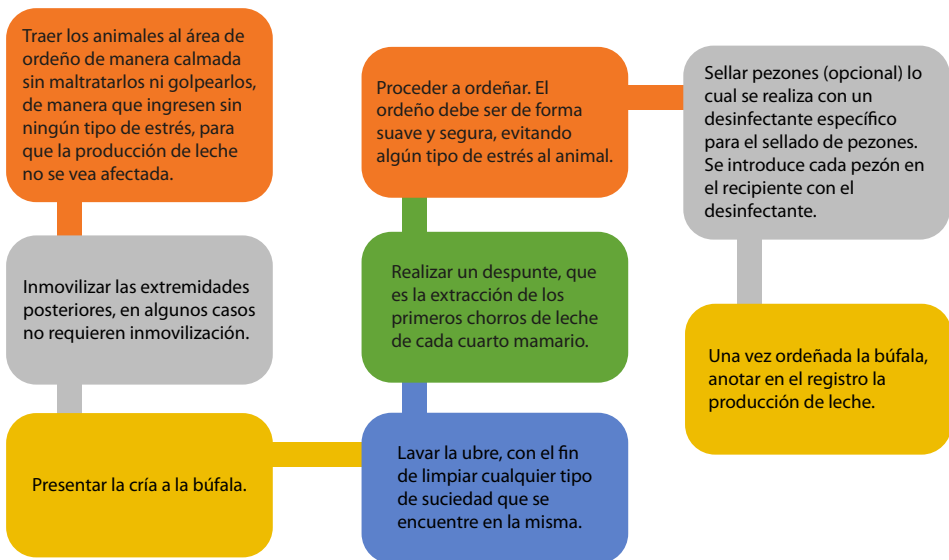 Traer los animales al área de
ordeño de manera calmada
sin maltratarlos ni golpearlos,
de manera que ingresen sin
ningún tipo de estrés, para
que la producción de leche
no se vea afectada.
Inmovilizar las extremidades
posteriores, en algunos casos
no requieren inmovilización.
Presentar la cría a la búfala.
Lavar la ubre, con el fin
de limpiar cualquier tipo
de suciedad que se
encuentre en la misma.
Realizar un despunte, que
es la extracción de los
primeros chorros de leche
de cada cuarto mamario.
Proceder a ordeñar. El
ordeño debe ser de forma
suave y segura, evitando
algún tipo de estrés al animal.
Sellar pezones (opcional) lo
cual se realiza con un
desinfectante específico
para el sellado de pezones.
Se introduce cada pezón en
el recipiente con el
desinfectante.
Una vez ordeñada la búfala,
anotar en el registro la
producción de leche.